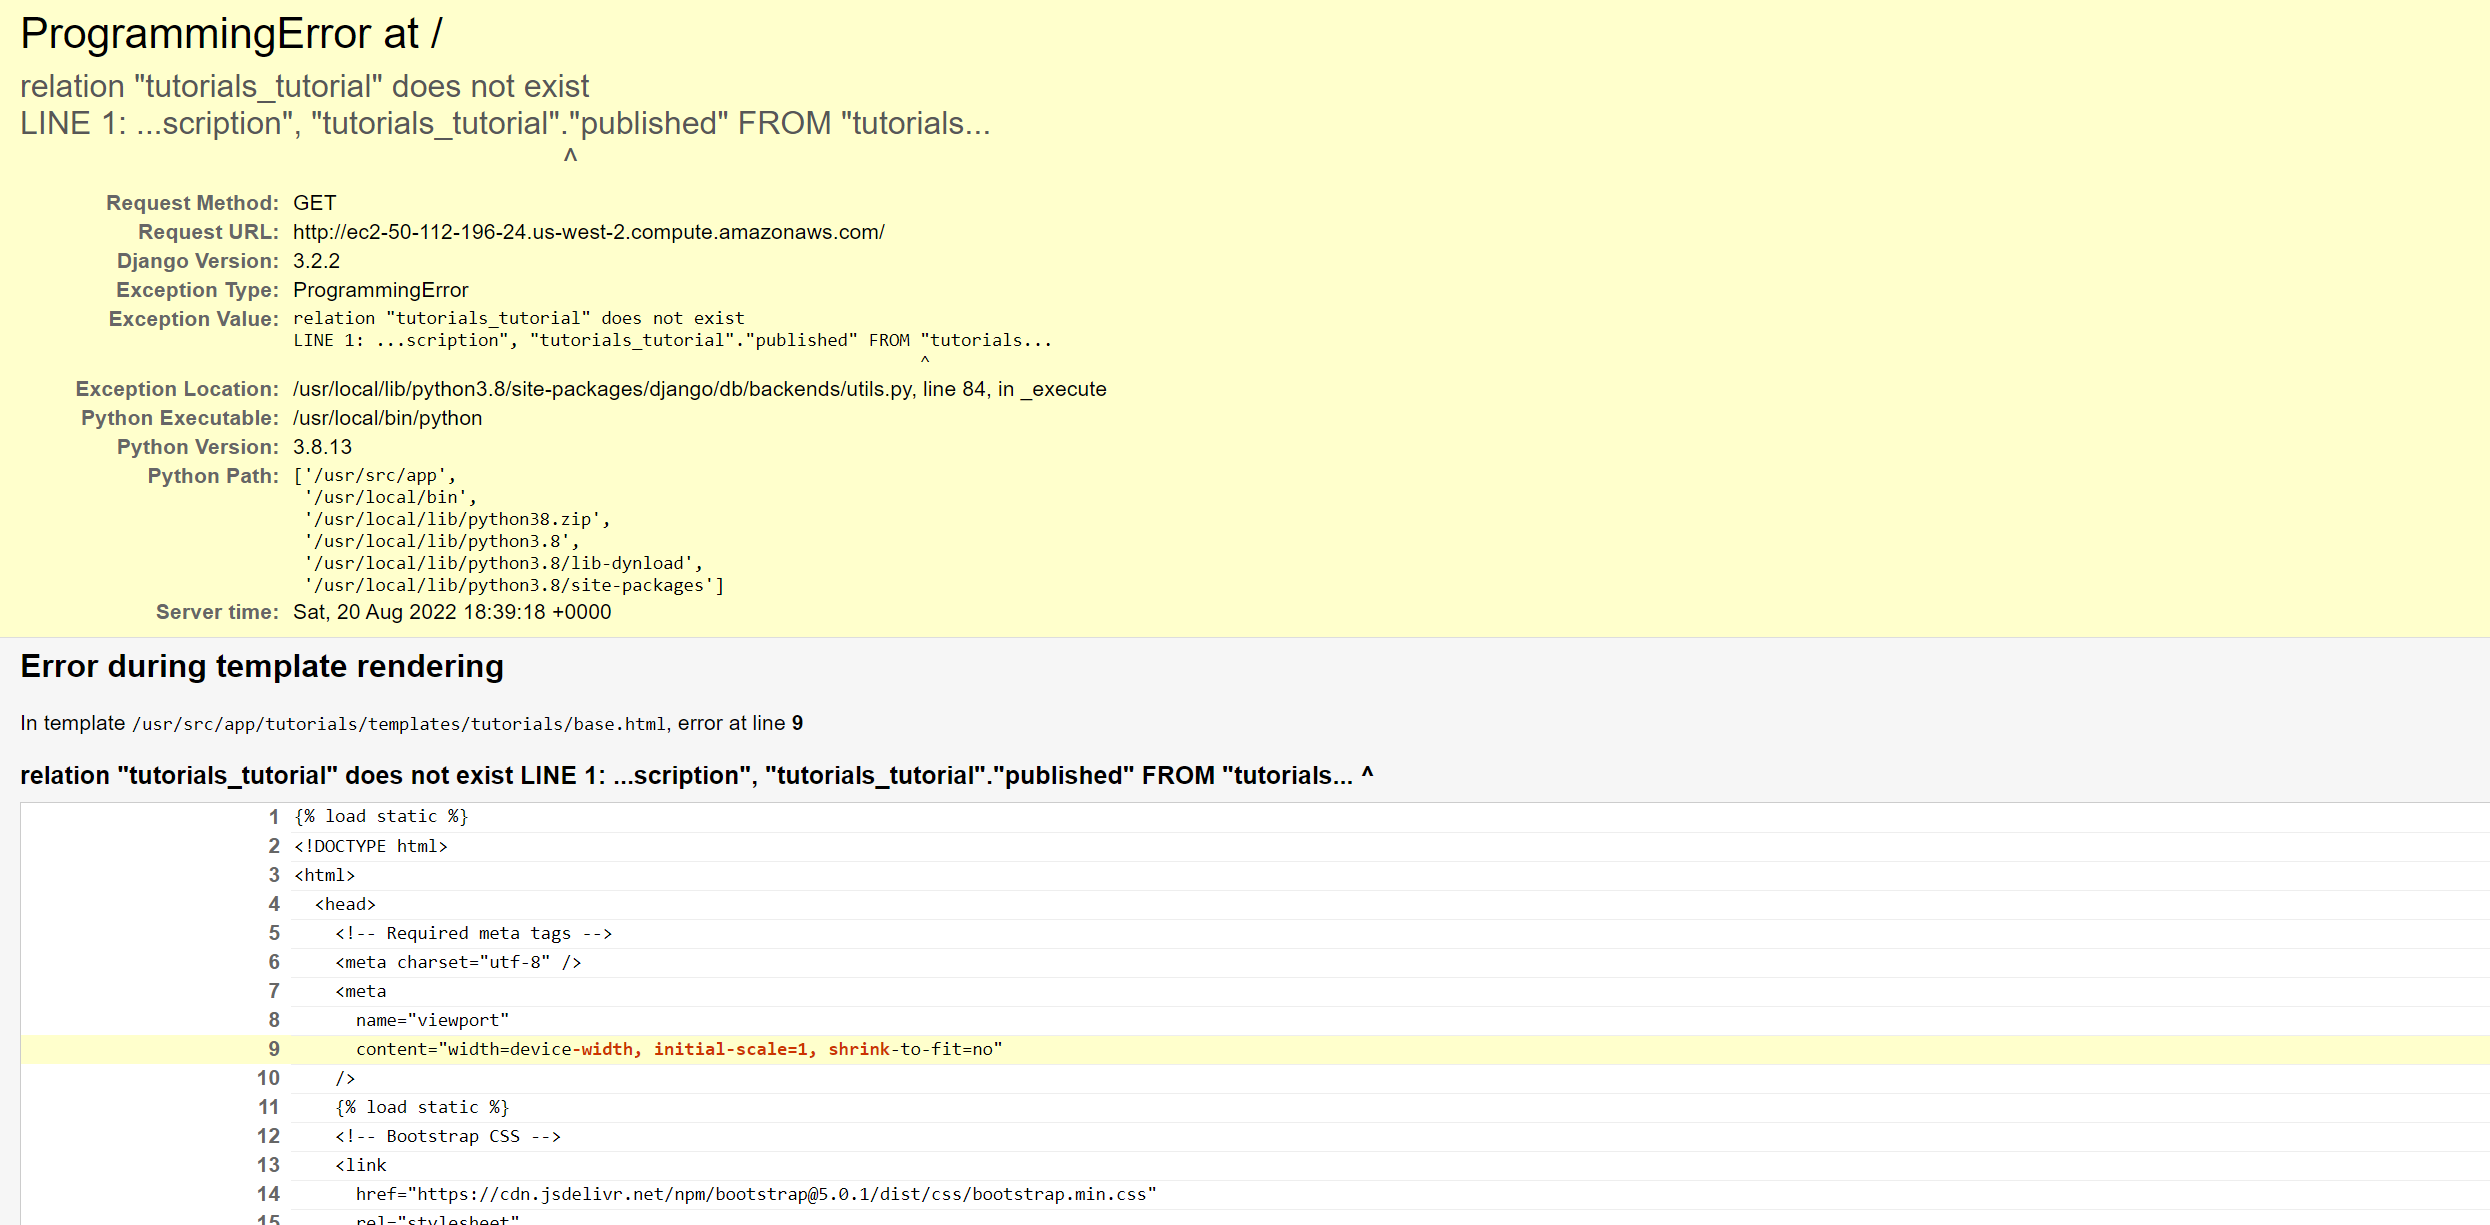 ProgrammingError at /
relation "tutorials_tutorial" does not exist
LINE 1: ...scription", "tutorials_tutorial"."published" FROM "tutorials...
^
Request Method: GET
Request URL: http://ec2-50-112-196-24.us-west-2.compute.amazonaws.com/
Django Version: 3.2.2
Exception Type: ProgrammingError
Exception Value: relation "tutorials_tutorial" does not exist
LINE 1: ...scription", "tutorials_tutorial"."published" FROM "tutorials...
^
Exception Location: /usr/local/lib/python3.8/site-packages/django/db/backends/utils.py, line 84, in _execute
Python Executable: /usr/local/bin/python
Python Version: 3.8.13
Python Path: ['/usr/src/app',
'/usr/local/bin',
'/usr/local/lib/python38.zip',
'/usr/local/lib/python3.8',
'/usr/local/lib/python3.8/lib-dynload',
'/usr/local/lib/python3.8/site-packages']
Server time: Sat, 20 Aug 2022 18:39:18 +0000
Error during template rendering
In template /usr/src/app/tutorials/templates/tutorials/base.html, error at line 9
relation "tutorials_tutorial" does not exist LINE 1: ...scription", "tutorials_tutorial"."published" FROM "tutorials... ^
1 {% load static %}
2 <!DOCTYPE html>
3 <html>
4 <head>
5 <!-- Required meta tags -->
6 <meta charset="utf-8" />
7 <meta
8 name="viewport"
9 content="width=device-width, initial-scale=1, shrink-to-fit=no"
10 />
11 {% load static %}
12 <!-- Bootstrap CSS -->
13 <link
14 href="https://cdn.jsdelivr.net/npm/bootstrap@5.0.1/dist/css/bootstrap.min.css"
15 rel="stylesheet"